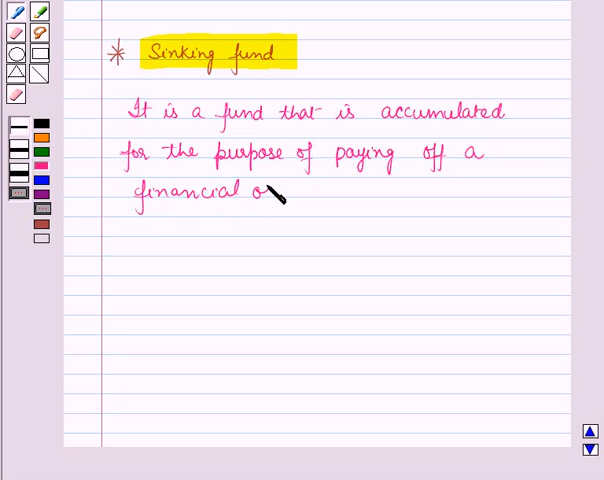 * Sinking fund
It is a fund that is accumulated
for the purpose of paying off a
financial o